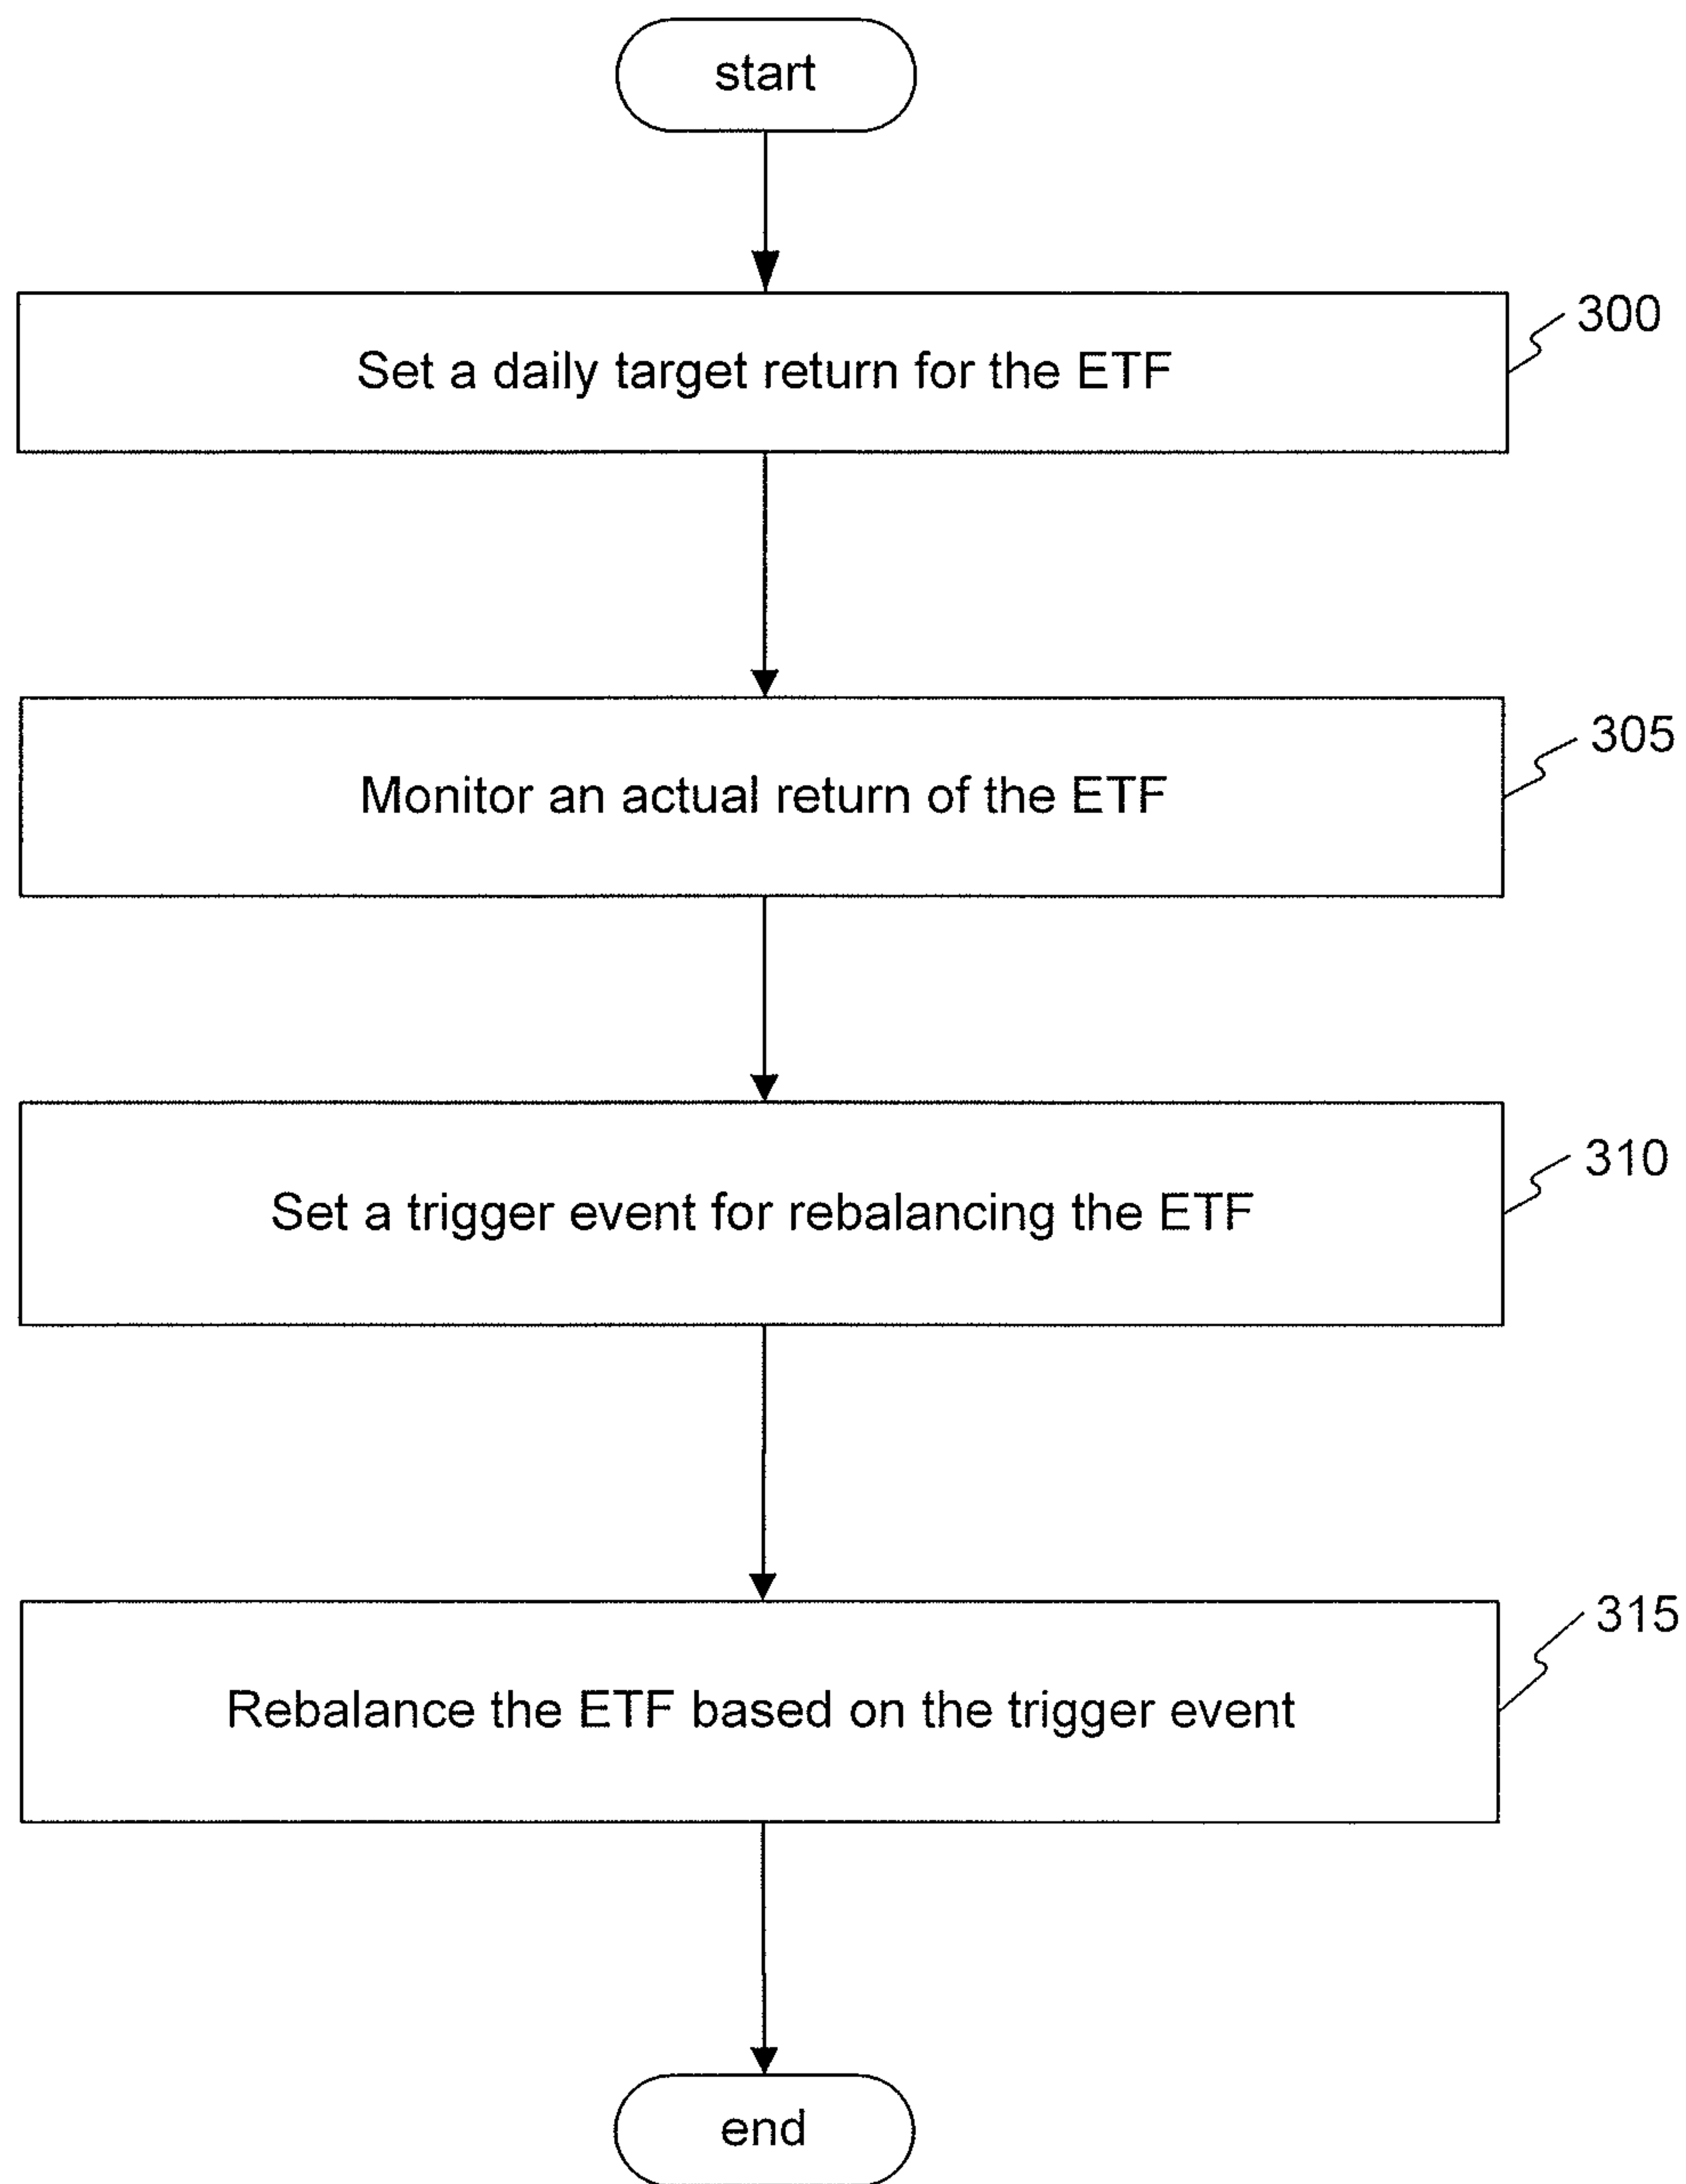 start
Set a daily target return for the ETF
300
Monitor an actual return of the ETF
305
Set a trigger event for rebalancing the ETF
310
Rebalance the ETF based on the trigger event
315
end